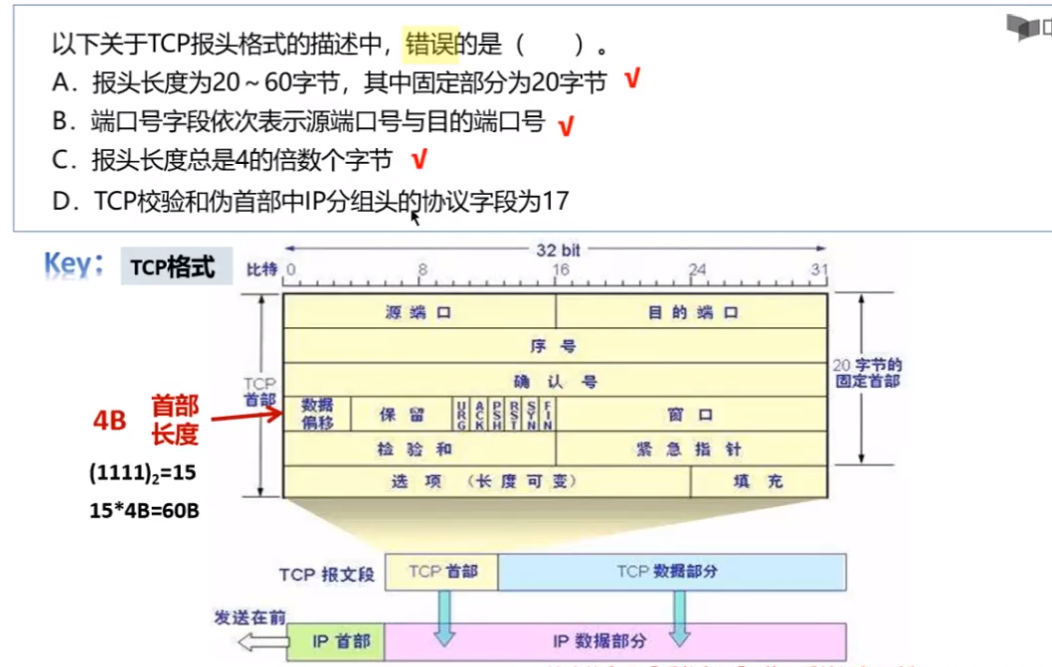 以下关于TCP报头格式的描述中，错误的是（　　）。
A．报头长度为20～60字节，其中固定部分为20字节 √
B．端口号字段依次表示源端口号与目的端口号 √
C．报头长度总是4的倍数个字节 √
D．TCP校验和伪首部中IP分组头的协议字段为17
Key： TCP格式
32 bit
比特 0 8 16 24 31
源端口 目的端口
序号
确认号
TCP首部
20 字节的固定首部
4B 首部长度
数据偏移 保留 URG ACK PSH RST SYN FIN 窗口
检验和 紧急指针
选项（长度可变） 填充
(1111)₂=15
15*4B=60B
TCP 报文段 TCP 首部 TCP 数据部分
发送在前
IP 首部 IP 数据部分